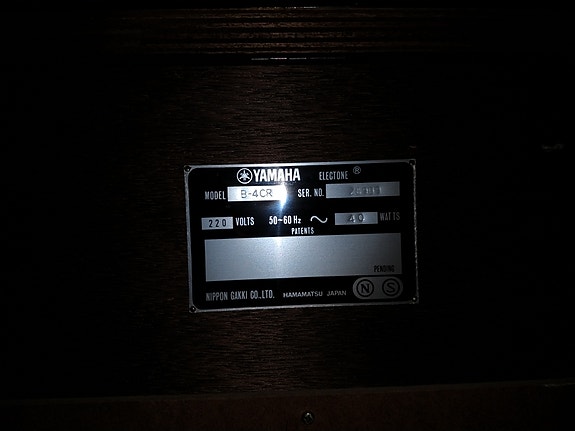 YAMAHA ELECTONE ®
MODEL B-4CR SER. NO.
220 VOLTS 50~60 Hz ~ 40 WATTS
PATENTS
PENDING
NIPPON GAKKI CO.,LTD. HAMAMATSU JAPAN N S